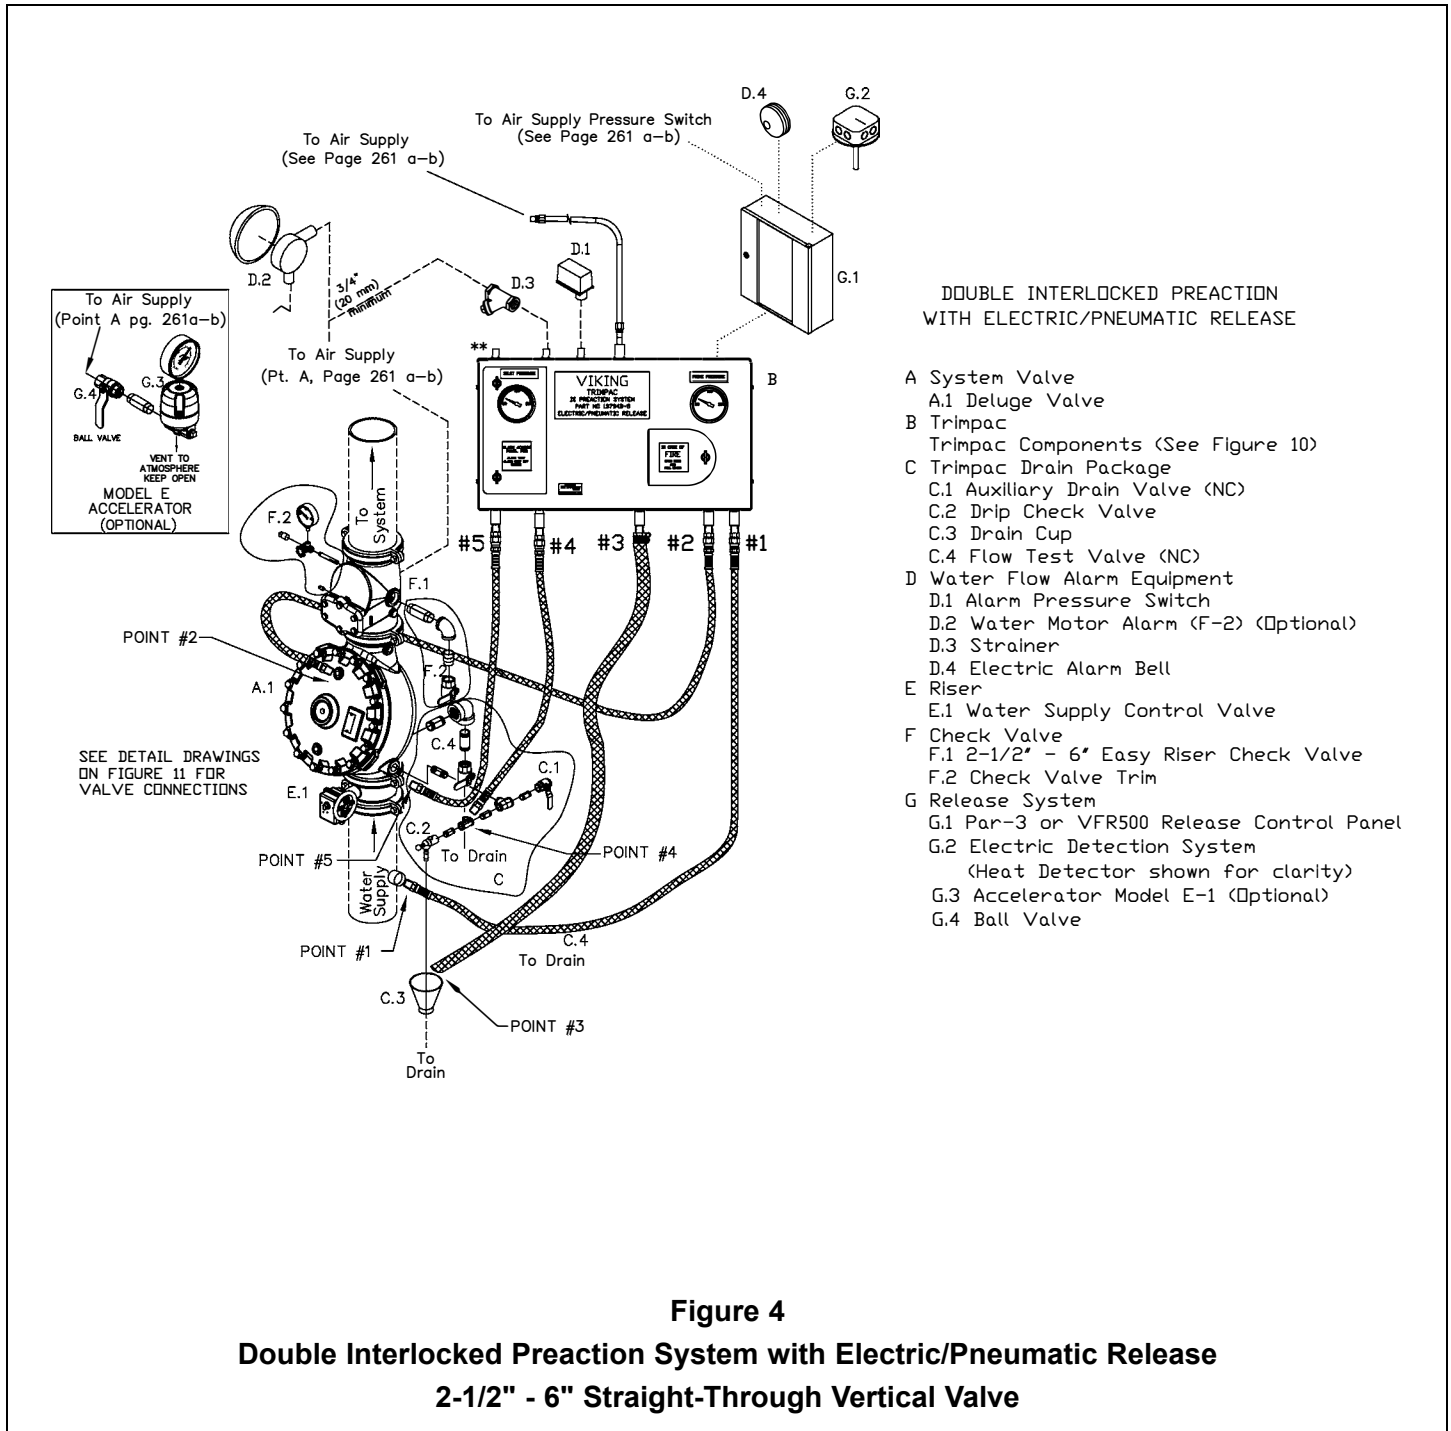 D.4
G.2
To Air Supply Pressure Switch
(See Page 261 a-b)
To Air Supply
(See Page 261 a-b)
D.1
D.2
D.3
3/4"
(20 mm)
minimum
G.1
To Air Supply
(Point A pg. 261a-b)
G.3
G.4
BALL VALVE
VENT TO
ATMOSPHERE
KEEP OPEN
MODEL E
ACCELERATOR
(OPTIONAL)
To Air Supply
(Pt. A, Page 261 a-b)
**
B
INLET PRESSURE
VIKING
TRIMPAC
ELECTRIC/PNEUMATIC RELEASE
PRIME PRESSURE
FIRE
To
System
F.2
#5
#4
#3
#2
#1
F.1
POINT #2
A.1
F.2
SEE DETAIL DRAWINGS
ON FIGURE 11 FOR
VALVE CONNECTIONS
C.4
C.1
E.1
C.2
To Drain
POINT #4
C
POINT #5
Water
Supply
POINT #1
C.4
To Drain
C.3
POINT #3
To
Drain
DOUBLE INTERLOCKED PREACTION
WITH ELECTRIC/PNEUMATIC RELEASE
A System Valve
A.1 Deluge Valve
B Trimpac
Trimpac Components (See Figure 10)
C Trimpac Drain Package
C.1 Auxiliary Drain Valve (NC)
C.2 Drip Check Valve
C.3 Drain Cup
C.4 Flow Test Valve (NC)
D Water Flow Alarm Equipment
D.1 Alarm Pressure Switch
D.2 Water Motor Alarm (F-2) (Optional)
D.3 Strainer
D.4 Electric Alarm Bell
E Riser
E.1 Water Supply Control Valve
F Check Valve
F.1 2-1/2" - 6" Easy Riser Check Valve
F.2 Check Valve Trim
G Release System
G.1 Par-3 or VFR500 Release Control Panel
G.2 Electric Detection System
(Heat Detector shown for clarity)
G.3 Accelerator Model E-1 (Optional)
G.4 Ball Valve
Figure 4
Double Interlocked Preaction System with Electric/Pneumatic Release
2-1/2" - 6" Straight-Through Vertical Valve